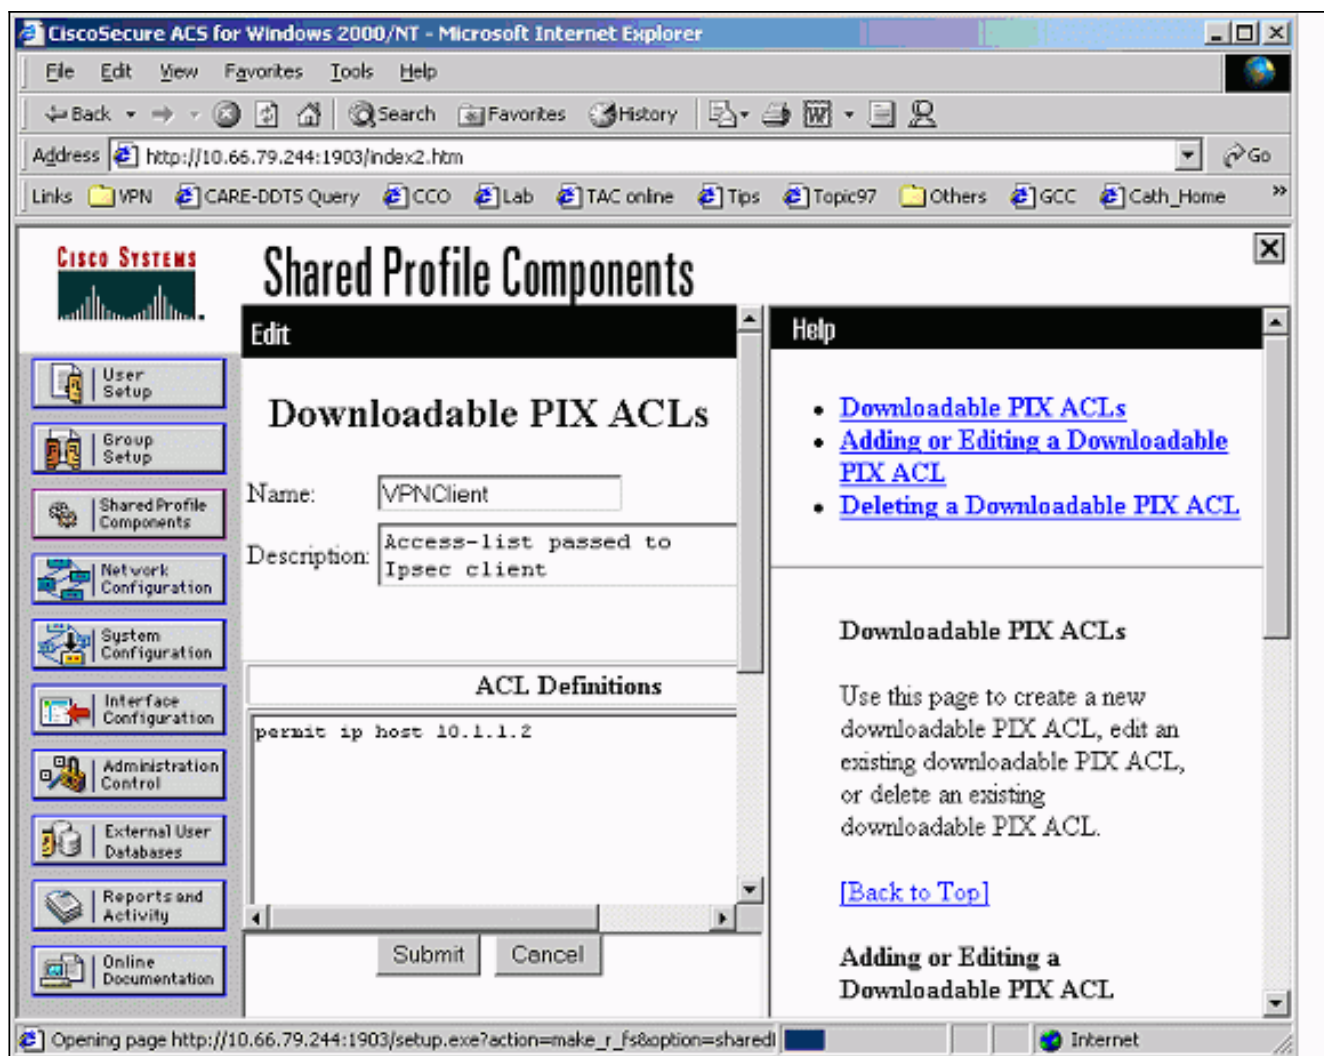 CiscoSecure ACS for Windows 2000/NT - Microsoft Internet Explorer
File Edit View Favorites Tools Help
Back Search Favorites History
Address http://10.66.79.244:1903/index2.htm Go
Links VPN CARE-DDTS Query CCO Lab TAC online Tips Topic97 Others GCC Cath_Home »
CISCO SYSTEMS
Shared Profile Components
User
Setup
Group
Setup
Shared Profile
Components
Network
Configuration
System
Configuration
Interface
Configuration
Administration
Control
External User
Databases
Reports and
Activity
Online
Documentation
Edit
Downloadable PIX ACLs
Name: VPNClient
Description: Access-list passed to
Ipsec client
ACL Definitions
permit ip host 10.1.1.2
Submit Cancel
Help
• Downloadable PIX ACLs
• Adding or Editing a Downloadable
PIX ACL
• Deleting a Downloadable PIX ACL
Downloadable PIX ACLs
Use this page to create a new
downloadable PIX ACL, edit an
existing downloadable PIX ACL,
or delete an existing
downloadable PIX ACL.
[Back to Top]
Adding or Editing a
Downloadable PIX ACL
Opening page http://10.66.79.244:1903/setup.exe?action=make_r_fs&option=sharedl Internet